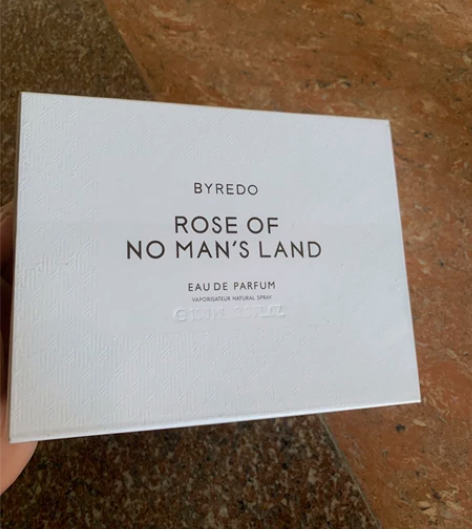 BYREDO
ROSE OF
NO MAN'S LAND
EAU DE PARFUM
VAPORISATEUR NATURAL SPRAY